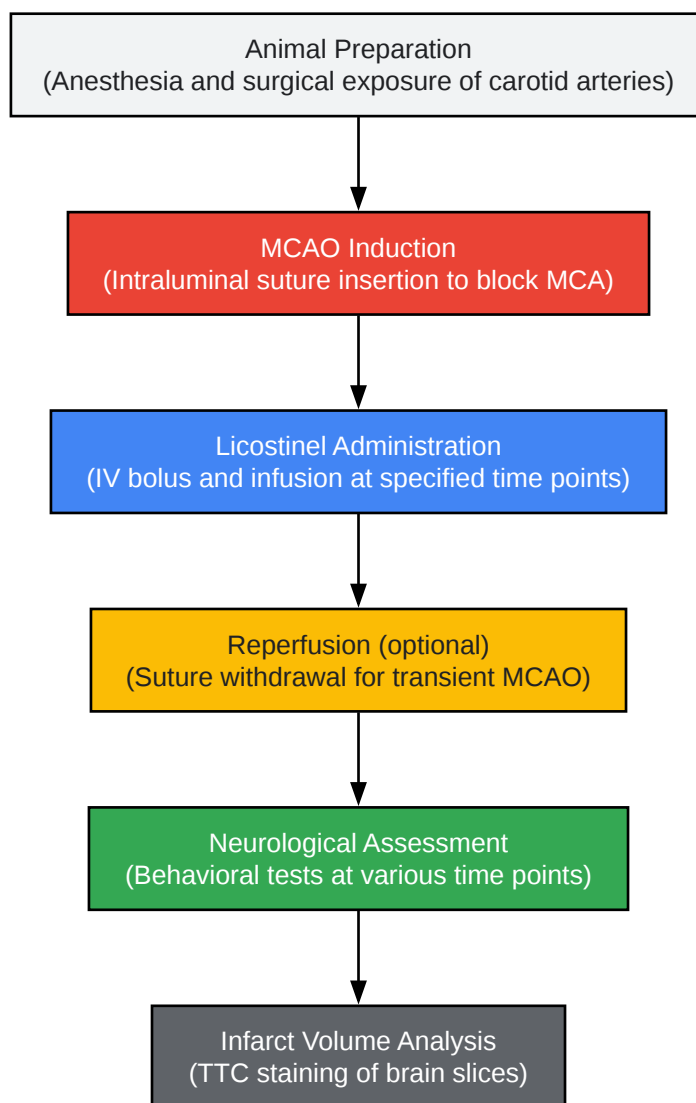 Animal Preparation
(Anesthesia and surgical exposure of carotid arteries)
MCAO Induction
(Intraluminal suture insertion to block MCA)
Licostinel Administration
(IV bolus and infusion at specified time points)
Reperfusion (optional)
(Suture withdrawal for transient MCAO)
Neurological Assessment
(Behavioral tests at various time points)
Infarct Volume Analysis
(TTC staining of brain slices)